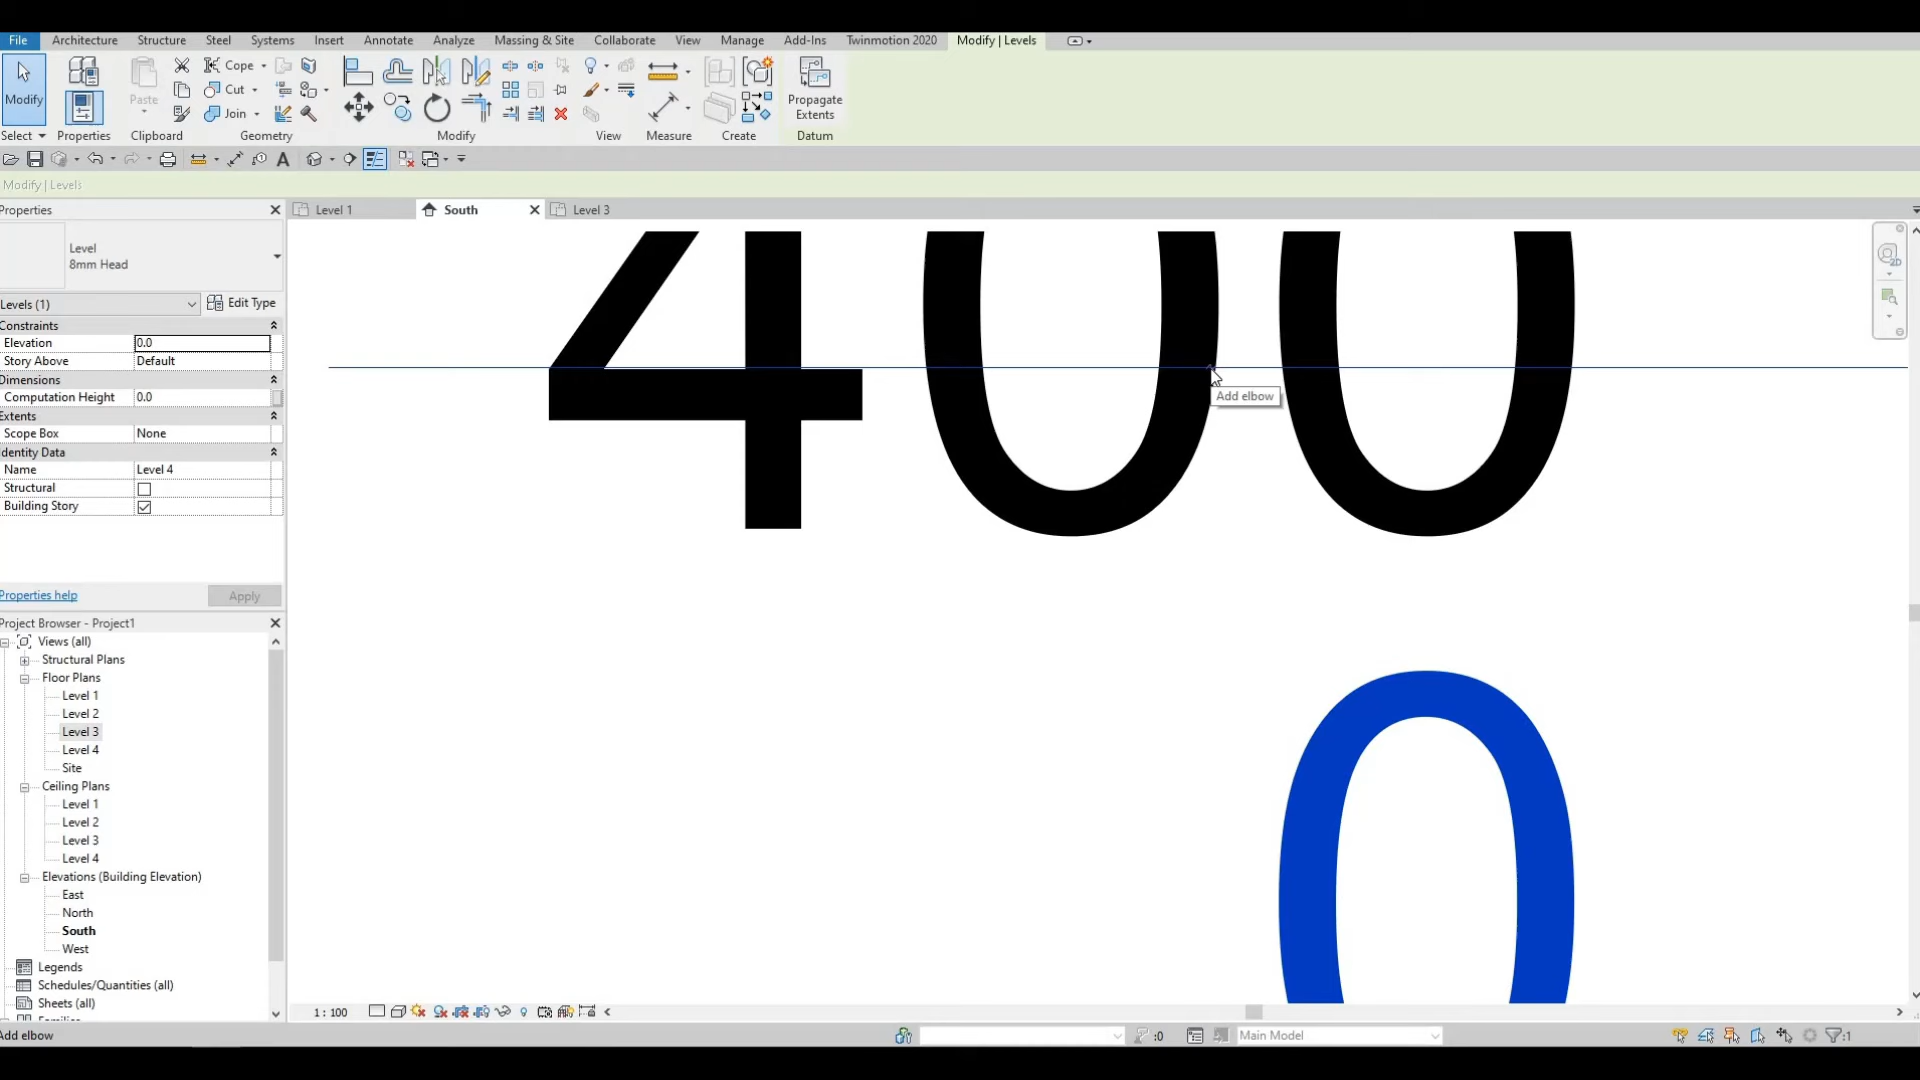 File Architecture Structure Steel Systems Insert Annotate Analyze Massing & Site Collaborate View Manage Add-Ins Twinmotion 2020 Modify | Levels
Modify
Paste
Cope
Cut
Join
Propagate
Extents
Select Properties Clipboard Geometry Modify View Measure Create Datum
A
Modify | Levels
Properties
Level 1
South
Level 3
Level
8mm Head
Levels (1)
Edit Type
Constraints
Elevation 0.0
Story Above Default
Dimensions
Computation Height 0.0
Extents
Scope Box None
Identity Data
Name Level 4
Structural
Building Story
Properties help
Apply
400
2D
Add elbow
0
Project Browser - Project1
Views (all)
Structural Plans
Floor Plans
Level 1
Level 2
Level 3
Level 4
Site
Ceiling Plans
Level 1
Level 2
Level 3
Level 4
Elevations (Building Elevation)
East
North
South
West
Legends
Schedules/Quantities (all)
Sheets (all)
1 : 100
Add elbow
:0
Main Model
:1